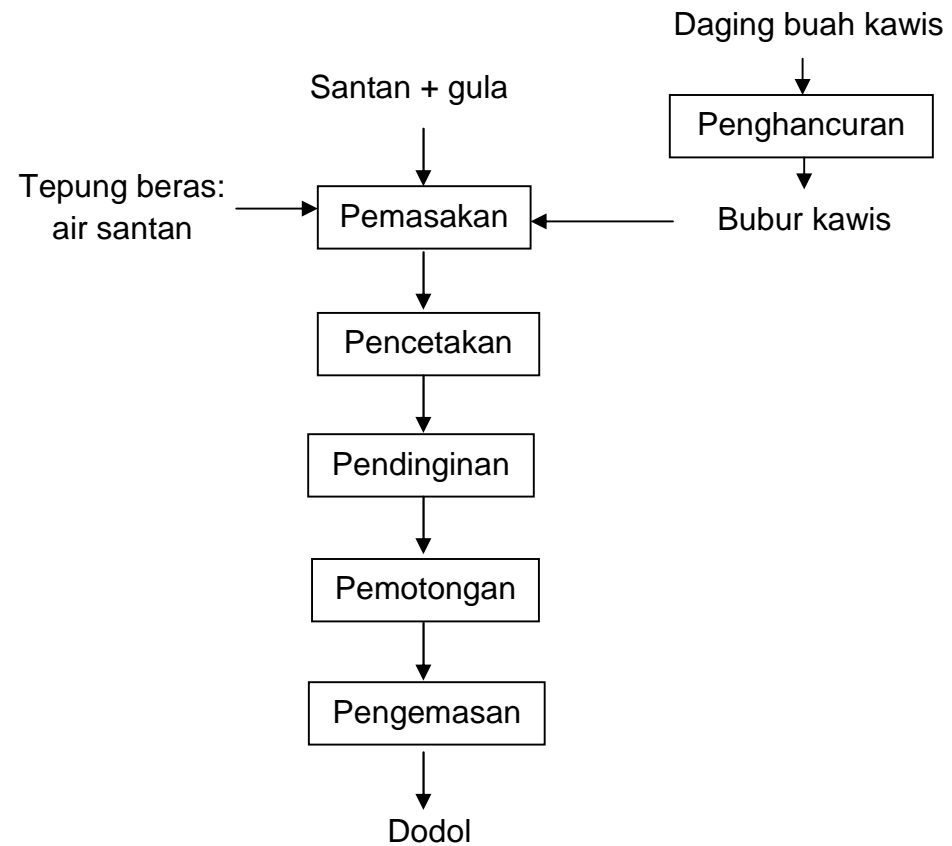 Daging buah kawis
Santan + gula
Penghancuran
Tepung beras:
air santan
Pemasakan
Bubur kawis
Pencetakan
Pendinginan
Pemotongan
Pengemasan
Dodol